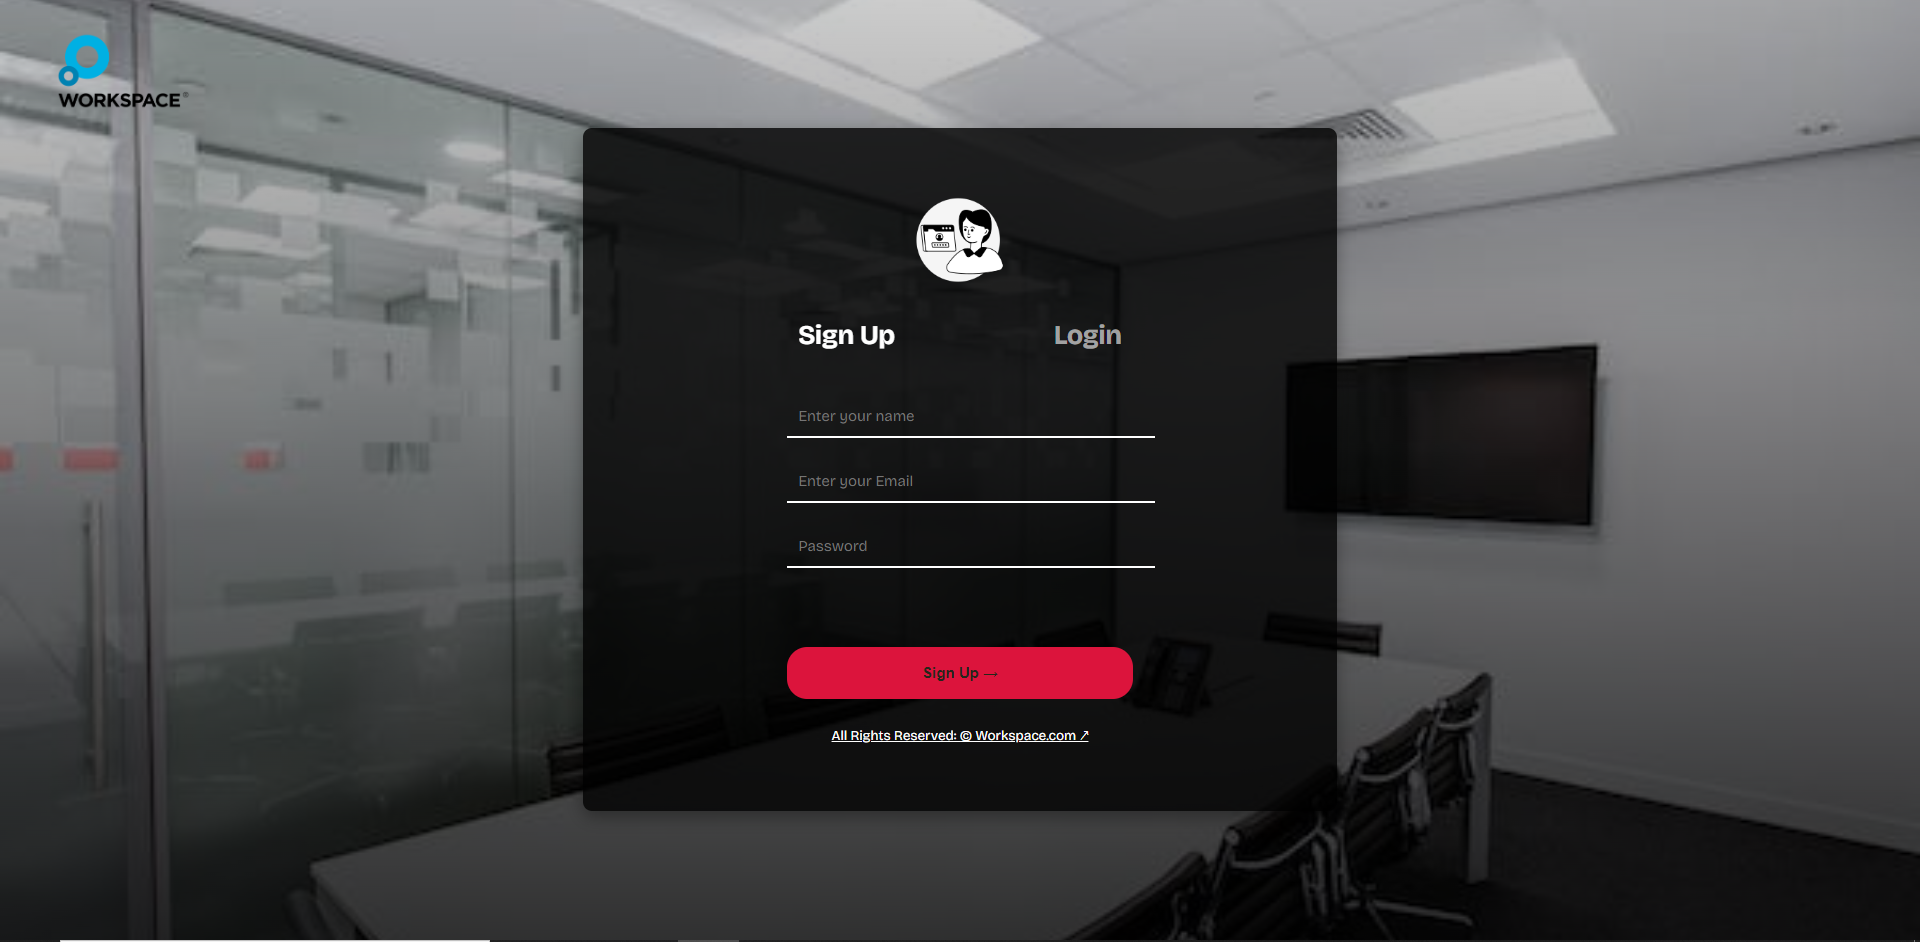 WORKSPACE®
Sign Up
Login
Enter your name
Enter your Email
Password
Sign Up →
All Rights Reserved: © Workspace.com ↗